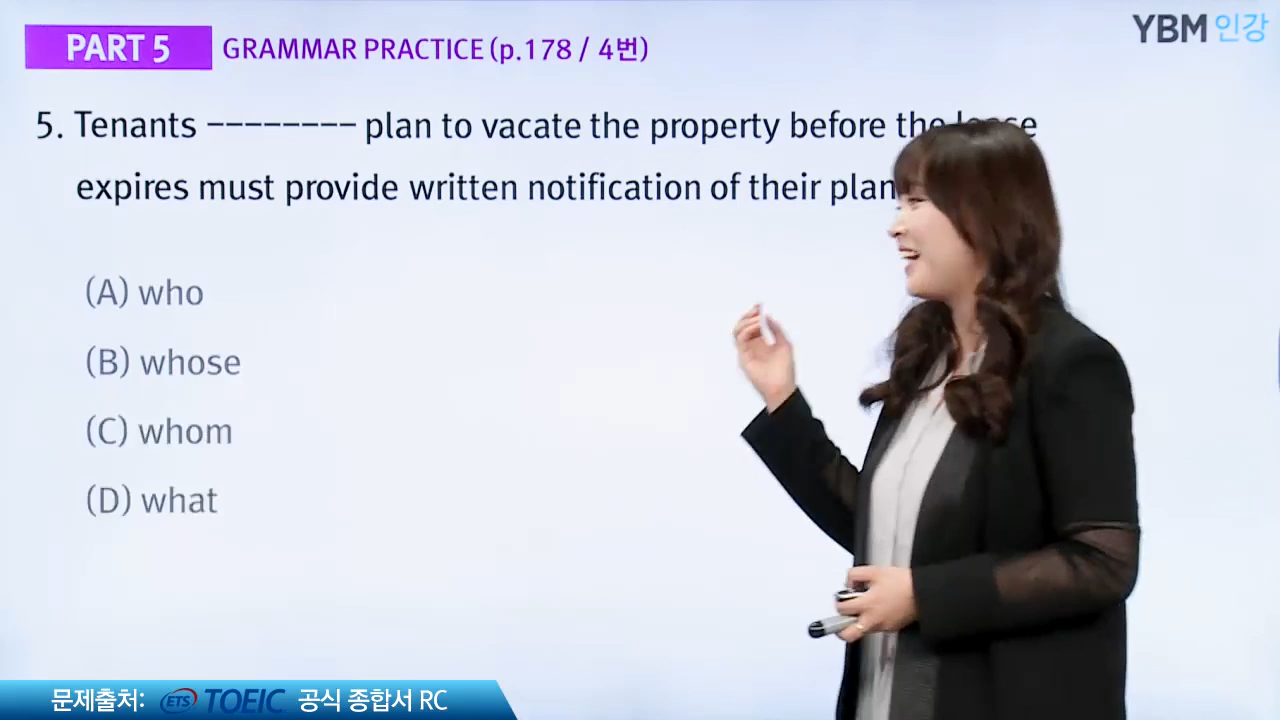 PART 5 GRAMMAR PRACTICE (p.178 / 4번)
YBM 인강
5. Tenants –––––––– plan to vacate the property before the lease
expires must provide written notification of their plan
(A) who
(B) whose
(C) whom
(D) what
문제출처: ETS TOEIC 공식 종합서 RC